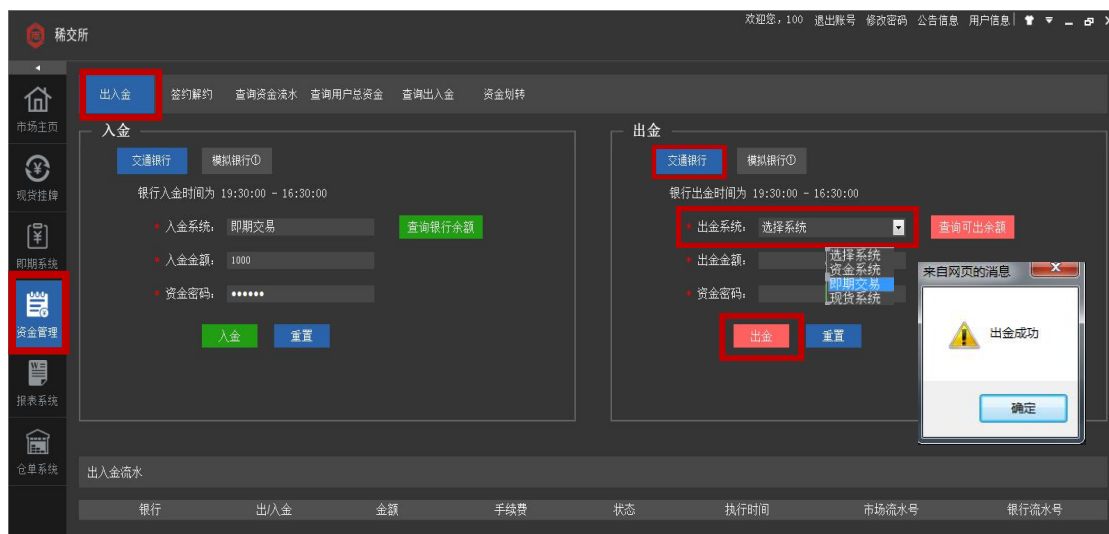 欢迎您，100 退出账号 修改密码 公告信息 用户信息
稀交所
出入金 签约解约 查询资金流水 查询用户总资金 查询出入金 资金划转
市场主页
现货挂牌
即期系统
资金管理
报表系统
仓单系统
入金
交通银行 模拟银行①
银行入金时间为 19:30:00 - 16:30:00
* 入金系统： 即期交易 查询银行余额
* 入金金额： 1000
* 资金密码： ••••••
入金 重置
出金
交通银行 模拟银行①
银行出金时间为 19:30:00 - 16:30:00
* 出金系统： 选择系统 查询可出余额
* 出金金额：
* 资金密码：
选择系统
资金系统
即期交易
现货系统
出金 重置
来自网页的消息
出金成功
确定
出入金流水
银行 出/入金 金额 手续费 状态 执行时间 市场流水号 银行流水号